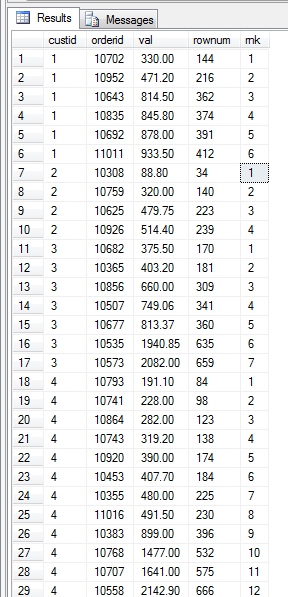 Results Messages
custid orderid val rownum rnk
1 1 10702 330.00 144 1
2 1 10952 471.20 216 2
3 1 10643 814.50 362 3
4 1 10835 845.80 374 4
5 1 10692 878.00 391 5
6 1 11011 933.50 412 6
7 2 10308 88.80 34 1
8 2 10759 320.00 140 2
9 2 10625 479.75 223 3
10 2 10926 514.40 239 4
11 3 10682 375.50 170 1
12 3 10365 403.20 181 2
13 3 10856 660.00 309 3
14 3 10507 749.06 341 4
15 3 10677 813.37 360 5
16 3 10535 1940.85 635 6
17 3 10573 2082.00 659 7
18 4 10793 191.10 84 1
19 4 10741 228.00 98 2
20 4 10864 282.00 123 3
21 4 10743 319.20 138 4
22 4 10920 390.00 174 5
23 4 10453 407.70 184 6
24 4 10355 480.00 225 7
25 4 11016 491.50 230 8
26 4 10383 899.00 396 9
27 4 10768 1477.00 532 10
28 4 10707 1641.00 575 11
29 4 10558 2142.90 666 12